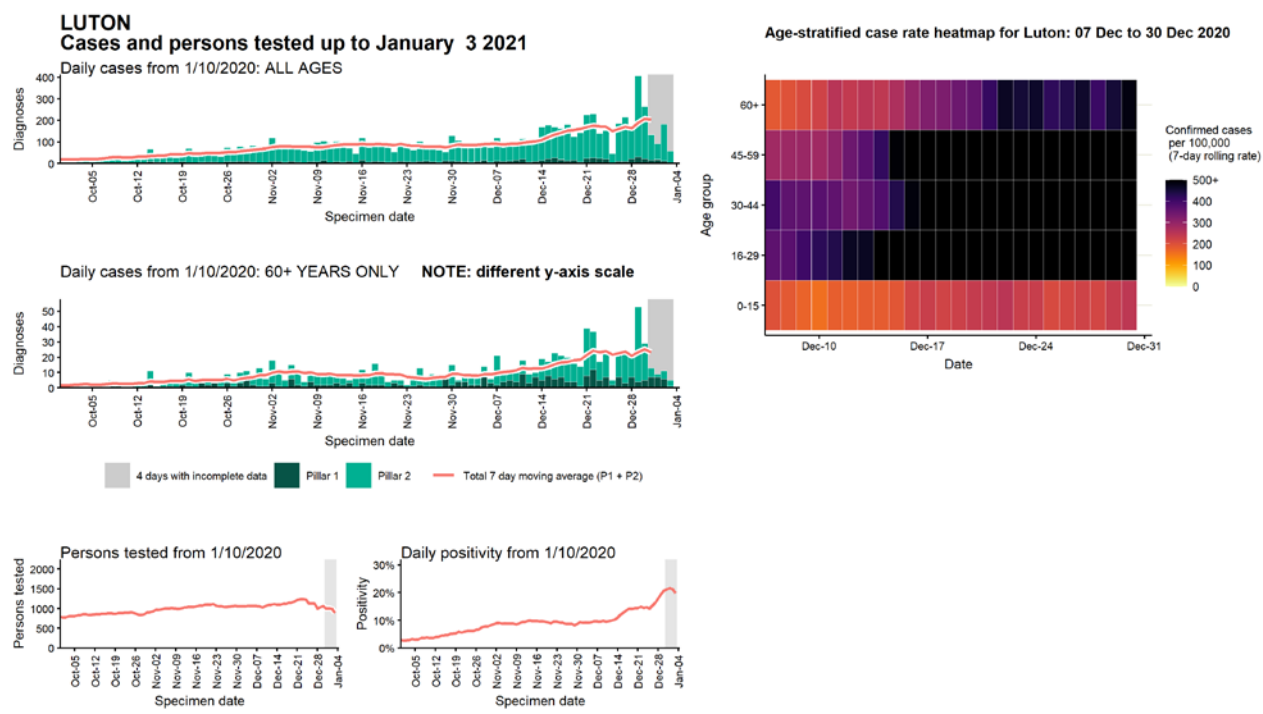 LUTON
Cases and persons tested up to January 3 2021
Daily cases from 1/10/2020: ALL AGES
Diagnoses
400
300
200
100
0
Oct-05
Oct-12
Oct-19
Oct-26
Nov-02
Nov-09
Nov-16
Nov-23
Nov-30
Dec-07
Dec-14
Dec-21
Dec-28
Jan-04
Specimen date
Daily cases from 1/10/2020: 60+ YEARS ONLY NOTE: different y-axis scale
Diagnoses
50
40
30
20
10
0
Oct-05
Oct-12
Oct-19
Oct-26
Nov-02
Nov-09
Nov-16
Nov-23
Nov-30
Dec-07
Dec-14
Dec-21
Dec-28
Jan-04
Specimen date
4 days with incomplete data Pillar 1 Pillar 2 Total 7 day moving average (P1 + P2)
Persons tested from 1/10/2020
Persons tested
2000
1500
1000
500
0
Oct-05
Oct-12
Oct-19
Oct-26
Nov-02
Nov-09
Nov-16
Nov-23
Nov-30
Dec-07
Dec-14
Dec-21
Dec-28
Jan-04
Specimen date
Daily positivity from 1/10/2020
Positivity
30%
20%
10%
0%
Oct-05
Oct-12
Oct-19
Oct-26
Nov-02
Nov-09
Nov-16
Nov-23
Nov-30
Dec-07
Dec-14
Dec-21
Dec-28
Jan-04
Specimen date
Age-stratified case rate heatmap for Luton: 07 Dec to 30 Dec 2020
Age group
60+
45-59
30-44
16-29
0-15
Dec-10 Dec-17 Dec-24 Dec-31
Date
Confirmed cases
per 100,000
(7-day rolling rate)
500+
400
300
200
100
0